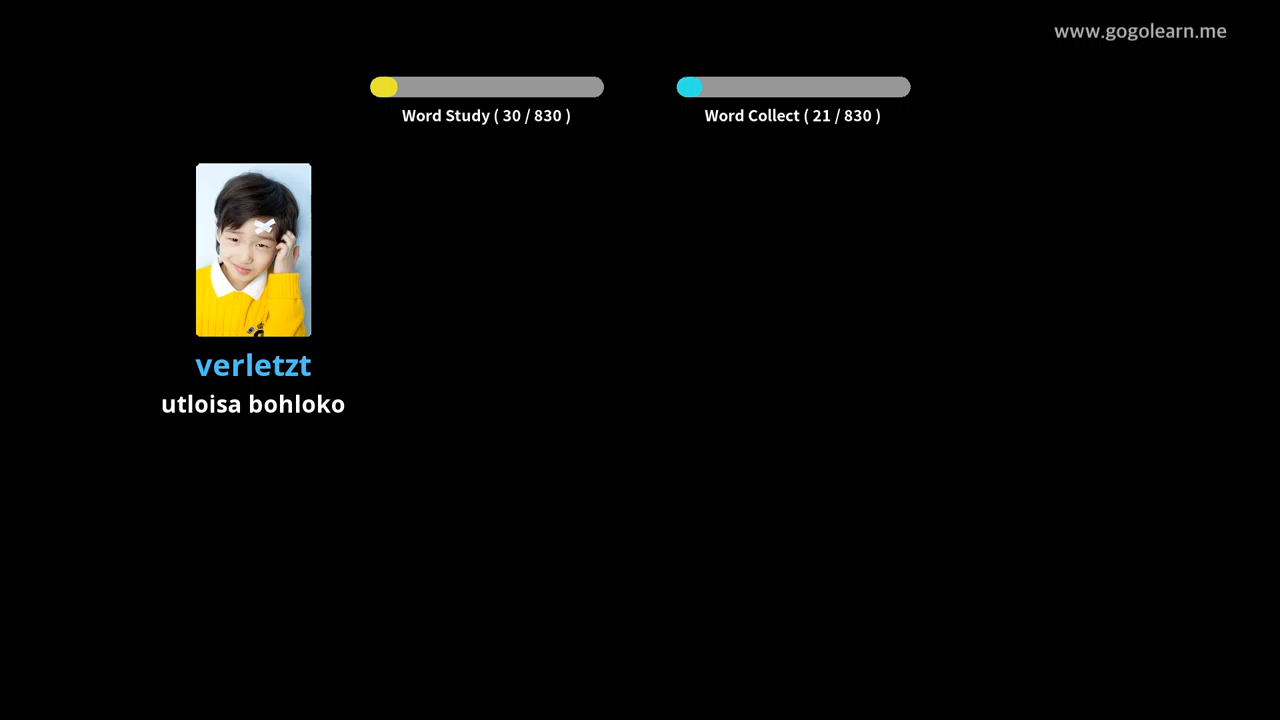 www.gogolearn.me
Word Study ( 30 / 830 )
Word Collect ( 21 / 830 )
verletzt
utloisa bohloko